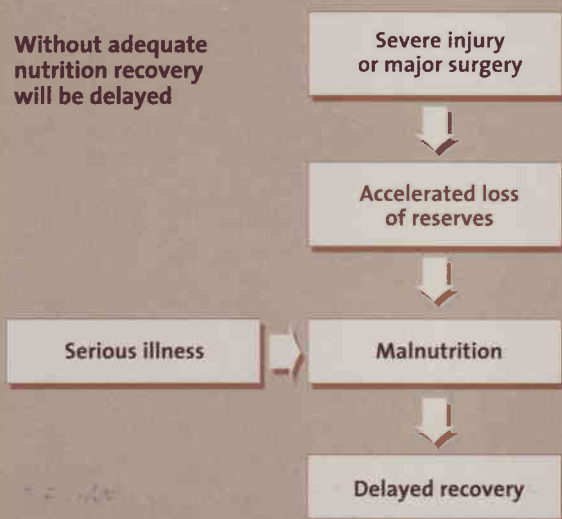 Without adequate
nutrition recovery
will be delayed
Severe injury
or major surgery
Accelerated loss
of reserves
Serious illness
Malnutrition
Delayed recovery